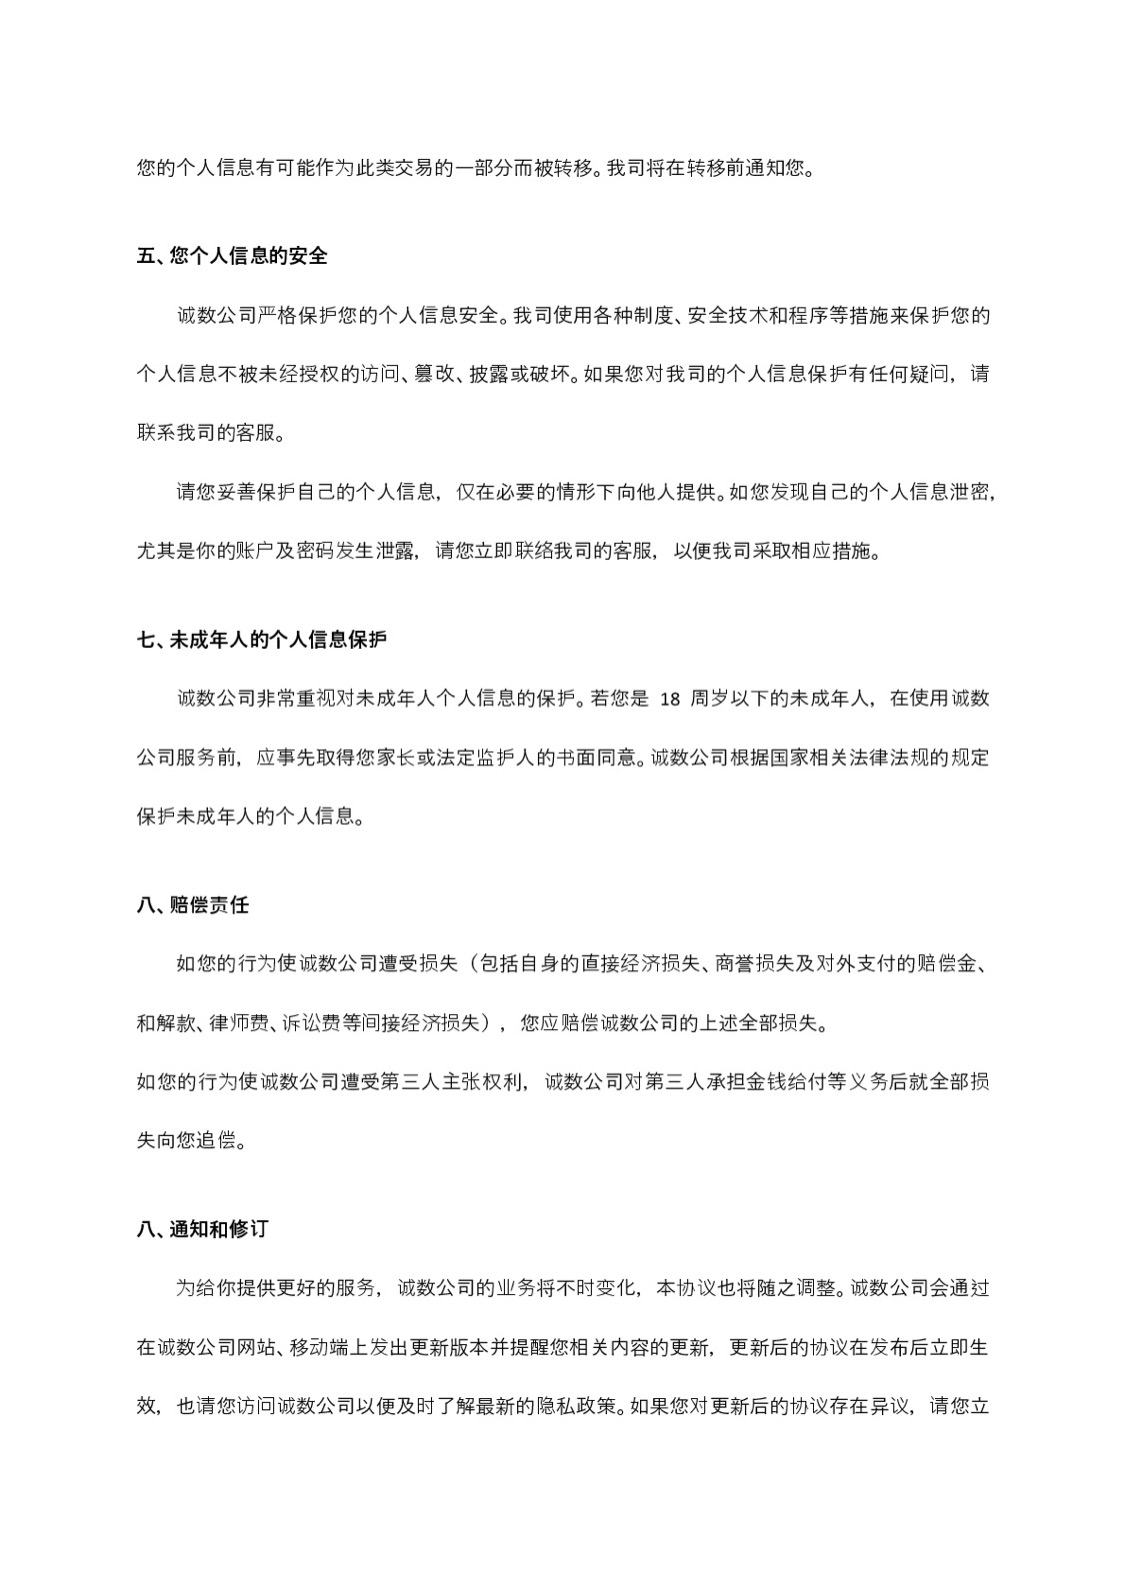 您的个人信息有可能作为此类交易的一部分而被转移。我司将在转移前通知您。
五、您个人信息的安全
诚数公司严格保护您的个人信息安全。我司使用各种制度、安全技术和程序等措施来保护您的
个人信息不被未经授权的访问、篡改、披露或破坏。如果您对我司的个人信息保护有任何疑问，请
联系我司的客服。
请您妥善保护自己的个人信息，仅在必要的情形下向他人提供。如您发现自己的个人信息泄密，
尤其是你的账户及密码发生泄露，请您立即联络我司的客服，以便我司采取相应措施。
七、未成年人的个人信息保护
诚数公司非常重视对未成年人个人信息的保护。若您是 18 周岁以下的未成年人，在使用诚数
公司服务前，应事先取得您家长或法定监护人的书面同意。诚数公司根据国家相关法律法规的规定
保护未成年人的个人信息。
八、赔偿责任
如您的行为使诚数公司遭受损失（包括自身的直接经济损失、商誉损失及对外支付的赔偿金、
和解款、律师费、诉讼费等间接经济损失），您应赔偿诚数公司的上述全部损失。
如您的行为使诚数公司遭受第三人主张权利，诚数公司对第三人承担金钱给付等义务后就全部损
失向您追偿。
八、通知和修订
为给你提供更好的服务，诚数公司的业务将不时变化，本协议也将随之调整。诚数公司会通过
在诚数公司网站、移动端上发出更新版本并提醒您相关内容的更新，更新后的协议在发布后立即生
效，也请您访问诚数公司以便及时了解最新的隐私政策。如果您对更新后的协议存在异议，请您立